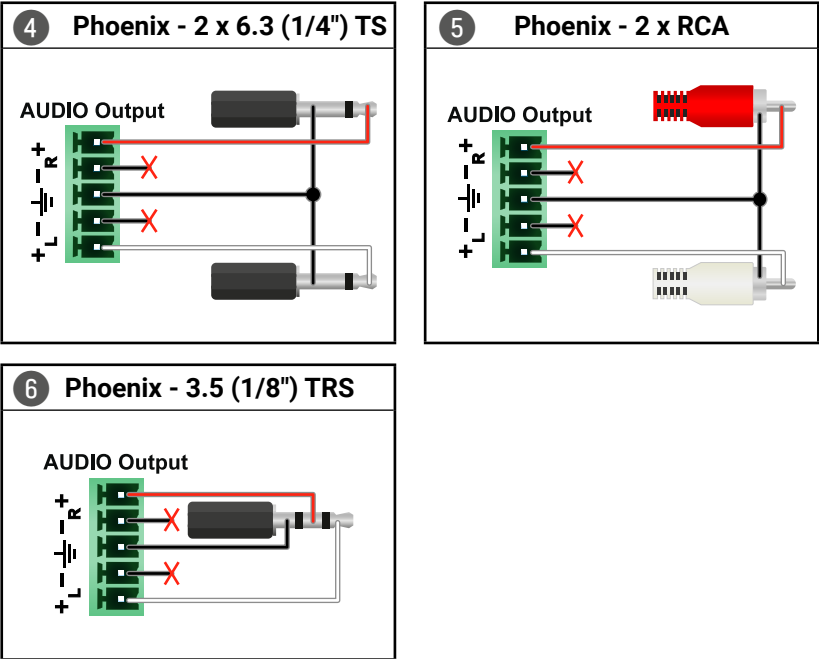 4 Phoenix - 2 x 6.3 (1/4") TS
AUDIO Output
+
R
-
-
L
+
5 Phoenix - 2 x RCA
AUDIO Output
+
R
-
-
L
+
6 Phoenix - 3.5 (1/8") TRS
AUDIO Output
+
R
-
-
L
+